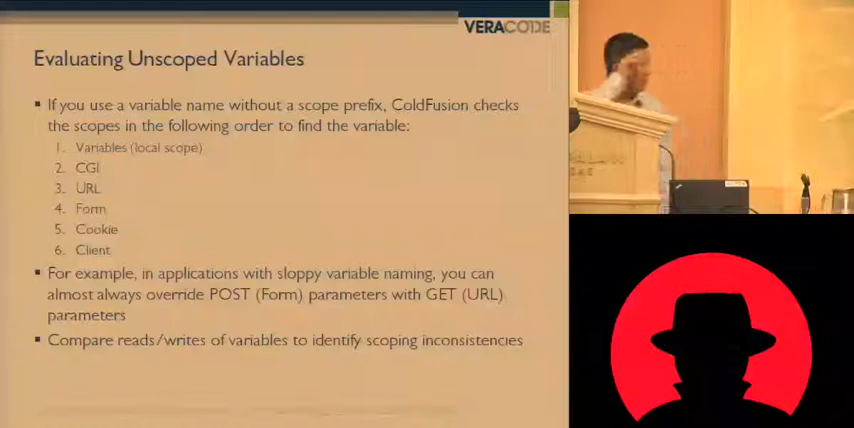 VERACODE
Evaluating Unscoped Variables
▪ If you use a variable name without a scope prefix, ColdFusion checks
the scopes in the following order to find the variable:
1. Variables (local scope)
2. CGI
3. URL
4. Form
5. Cookie
6. Client
▪ For example, in applications with sloppy variable naming, you can
almost always override POST (Form) parameters with GET (URL)
parameters
▪ Compare reads/writes of variables to identify scoping inconsistencies